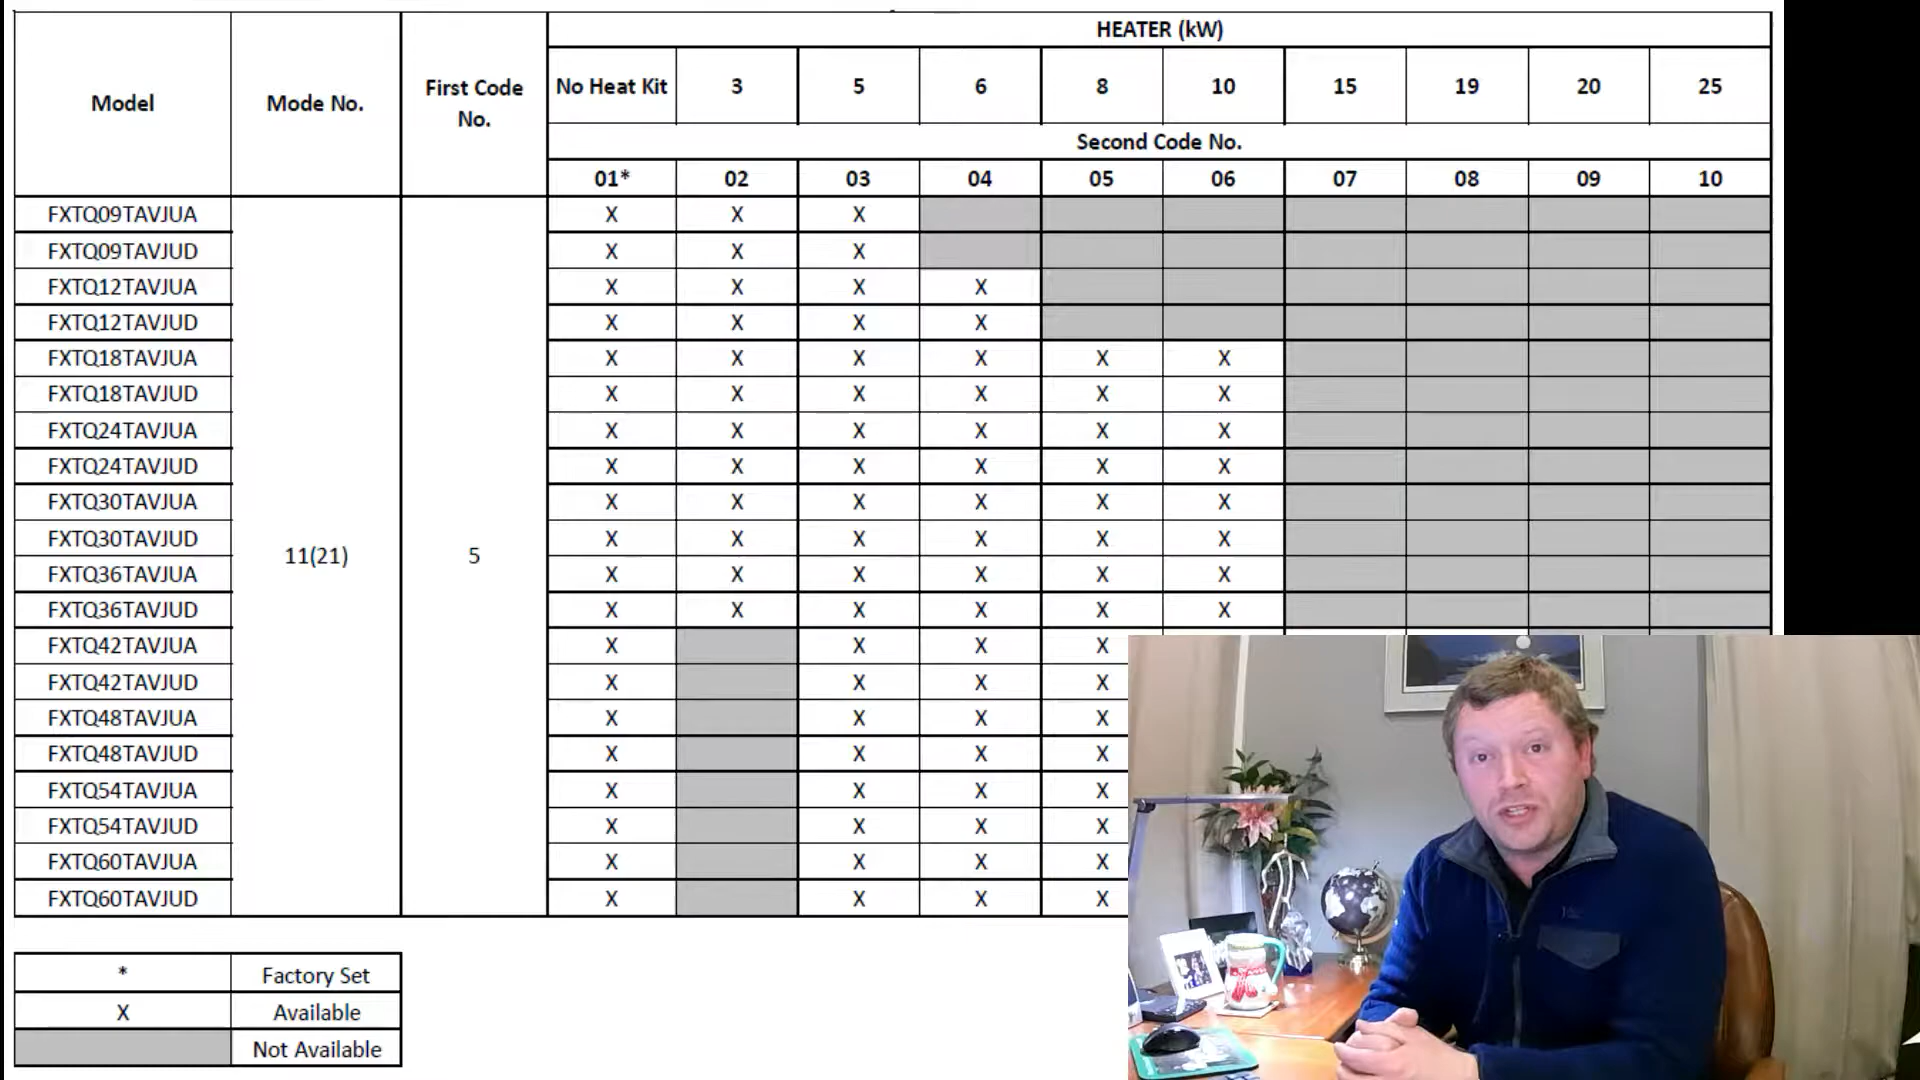 HEATER (kW)
Model Mode No. First Code No. No Heat Kit 3 5 6 8 10 15 19 20 25
Second Code No.
01* 02 03 04 05 06 07 08 09 10
FXTQ09TAVJUA X X X
FXTQ09TAVJUD X X X
FXTQ12TAVJUA X X X X
FXTQ12TAVJUD X X X X
FXTQ18TAVJUA X X X X X X
FXTQ18TAVJUD X X X X X X
FXTQ24TAVJUA X X X X X X
FXTQ24TAVJUD X X X X X X
FXTQ30TAVJUA X X X X X X
FXTQ30TAVJUD X X X X X X
11(21) 5
FXTQ36TAVJUA X X X X X X
FXTQ36TAVJUD X X X X X X
FXTQ42TAVJUA X X X X
FXTQ42TAVJUD X X X X
FXTQ48TAVJUA X X X X
FXTQ48TAVJUD X X X X
FXTQ54TAVJUA X X X X
FXTQ54TAVJUD X X X X
FXTQ60TAVJUA X X X X
FXTQ60TAVJUD X X X X
* Factory Set
X Available
Not Available